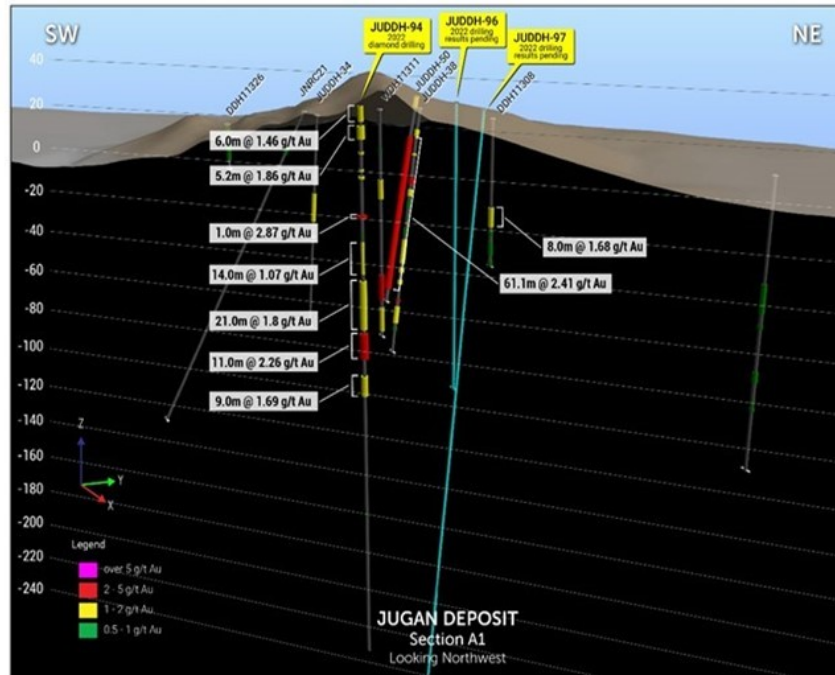 SW
NE
JUDDH-94
2022
diamond drilling
JUDDH-96
2022 drilling
results pending
JUDDH-97
2022 drilling
results pending
DDH11326
JNRC21
JUDDH-34
JUDDH-50
JUDDH-38
DDH11308
40
20
0
-20
-40
-60
-80
-100
-120
-140
-160
-180
-200
-220
-240
6.0m @ 1.46 g/t Au
5.2m @ 1.86 g/t Au
1.0m @ 2.87 g/t Au
14.0m @ 1.07 g/t Au
21.0m @ 1.8 g/t Au
11.0m @ 2.26 g/t Au
9.0m @ 1.69 g/t Au
8.0m @ 1.68 g/t Au
61.1m @ 2.41 g/t Au
Z
Y
X
Legend
over 5 g/t Au
2 - 5 g/t Au
1 - 2 g/t Au
0.5 - 1 g/t Au
JUGAN DEPOSIT
Section A1
Looking Northwest